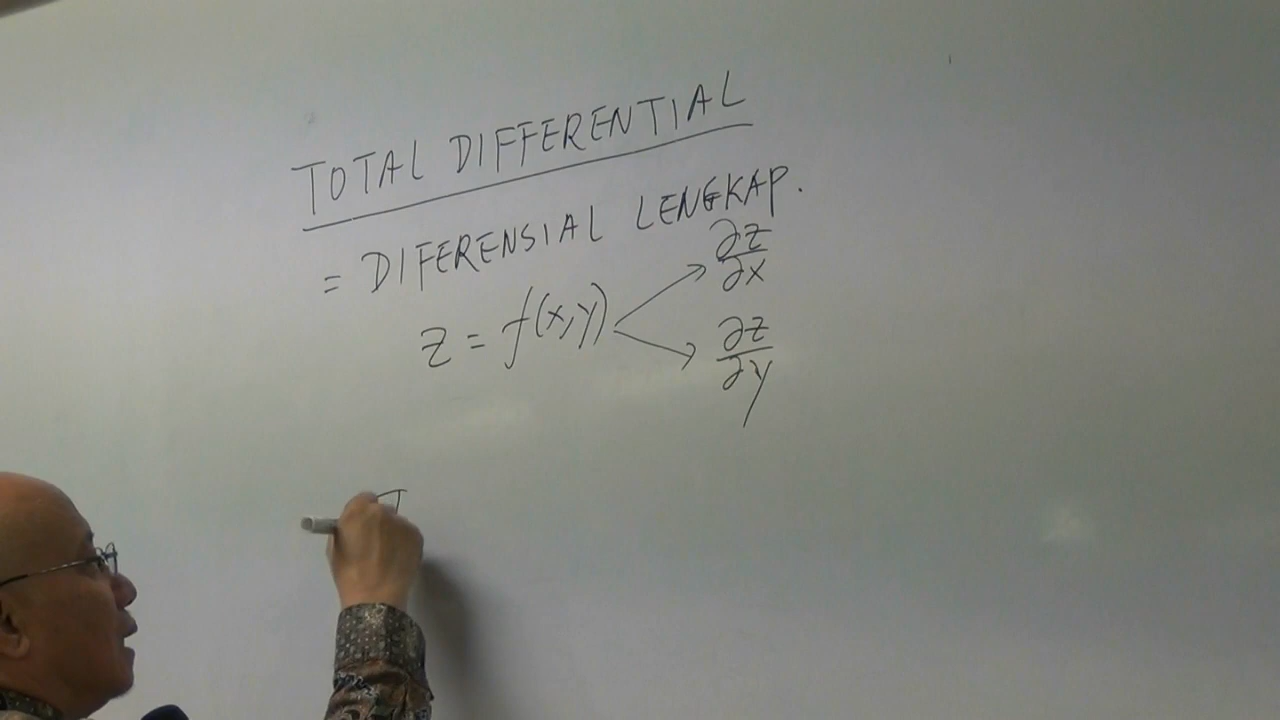 TOTAL DIFFERENTIAL
= DIFERENSIAL LENGKAP.
z = f(x,y)
∂z/∂x
∂z/∂y
T